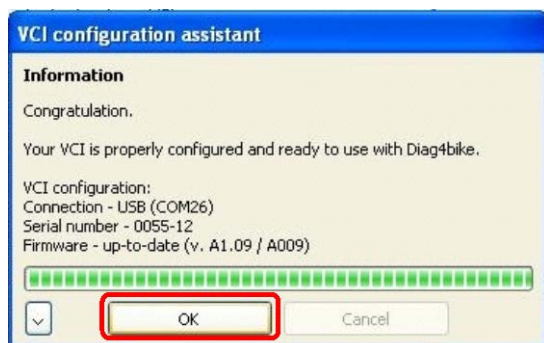 VCI configuration assistant
Information
Congratulation.
Your VCI is properly configured and ready to use with Diag4bike.
VCI configuration:
Connection - USB (COM26)
Serial number - 0055-12
Firmware - up-to-date (v. A1.09 / A009)
OK
Cancel